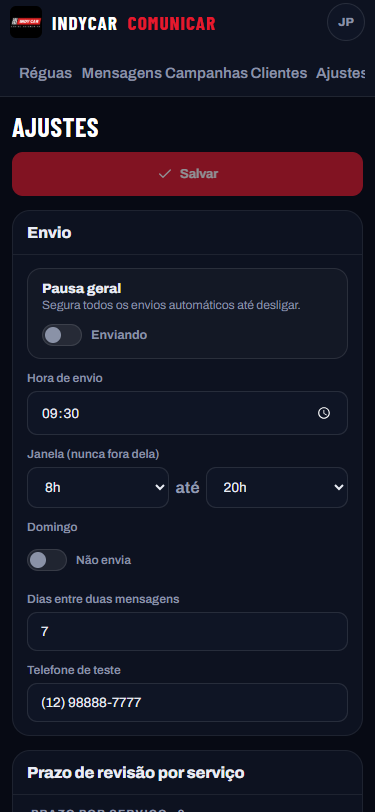 INDYCAR COMUNICAR
JP
Réguas Mensagens Campanhas Clientes Ajustes
AJUSTES
Salvar
Envio
Pausa geral
Segura todos os envios automáticos até desligar.
Enviando
Hora de envio
09:30
Janela (nunca fora dela)
8h até 20h
Domingo
Não envia
Dias entre duas mensagens
7
Telefone de teste
(12) 98888-7777
Prazo de revisão por serviço